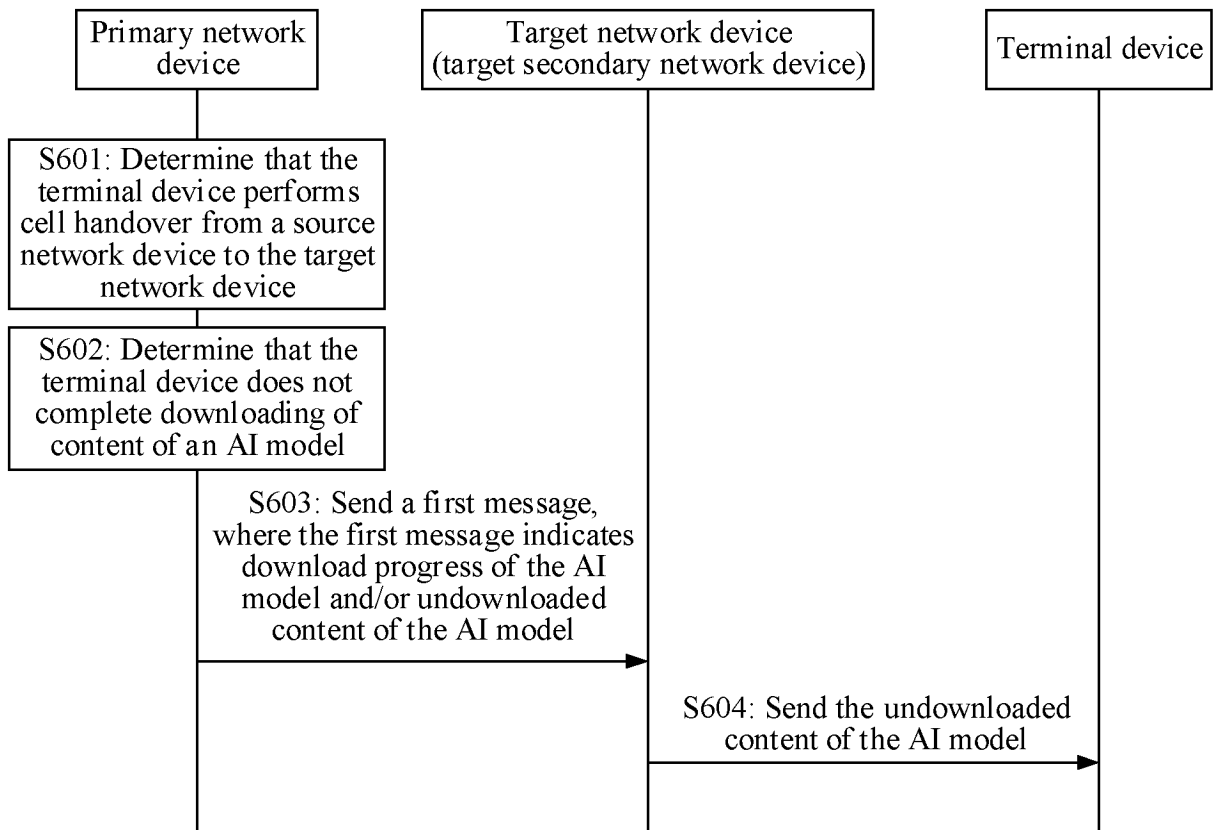 Primary network
device
Target network device
(target secondary network device)
Terminal device
S601: Determine that the
terminal device performs
cell handover from a source
network device to the target
network device
S602: Determine that the
terminal device does not
complete downloading of
content of an AI model
S603: Send a first message,
where the first message indicates
download progress of the AI
model and/or undownloaded
content of the AI model
S604: Send the undownloaded
content of the AI model